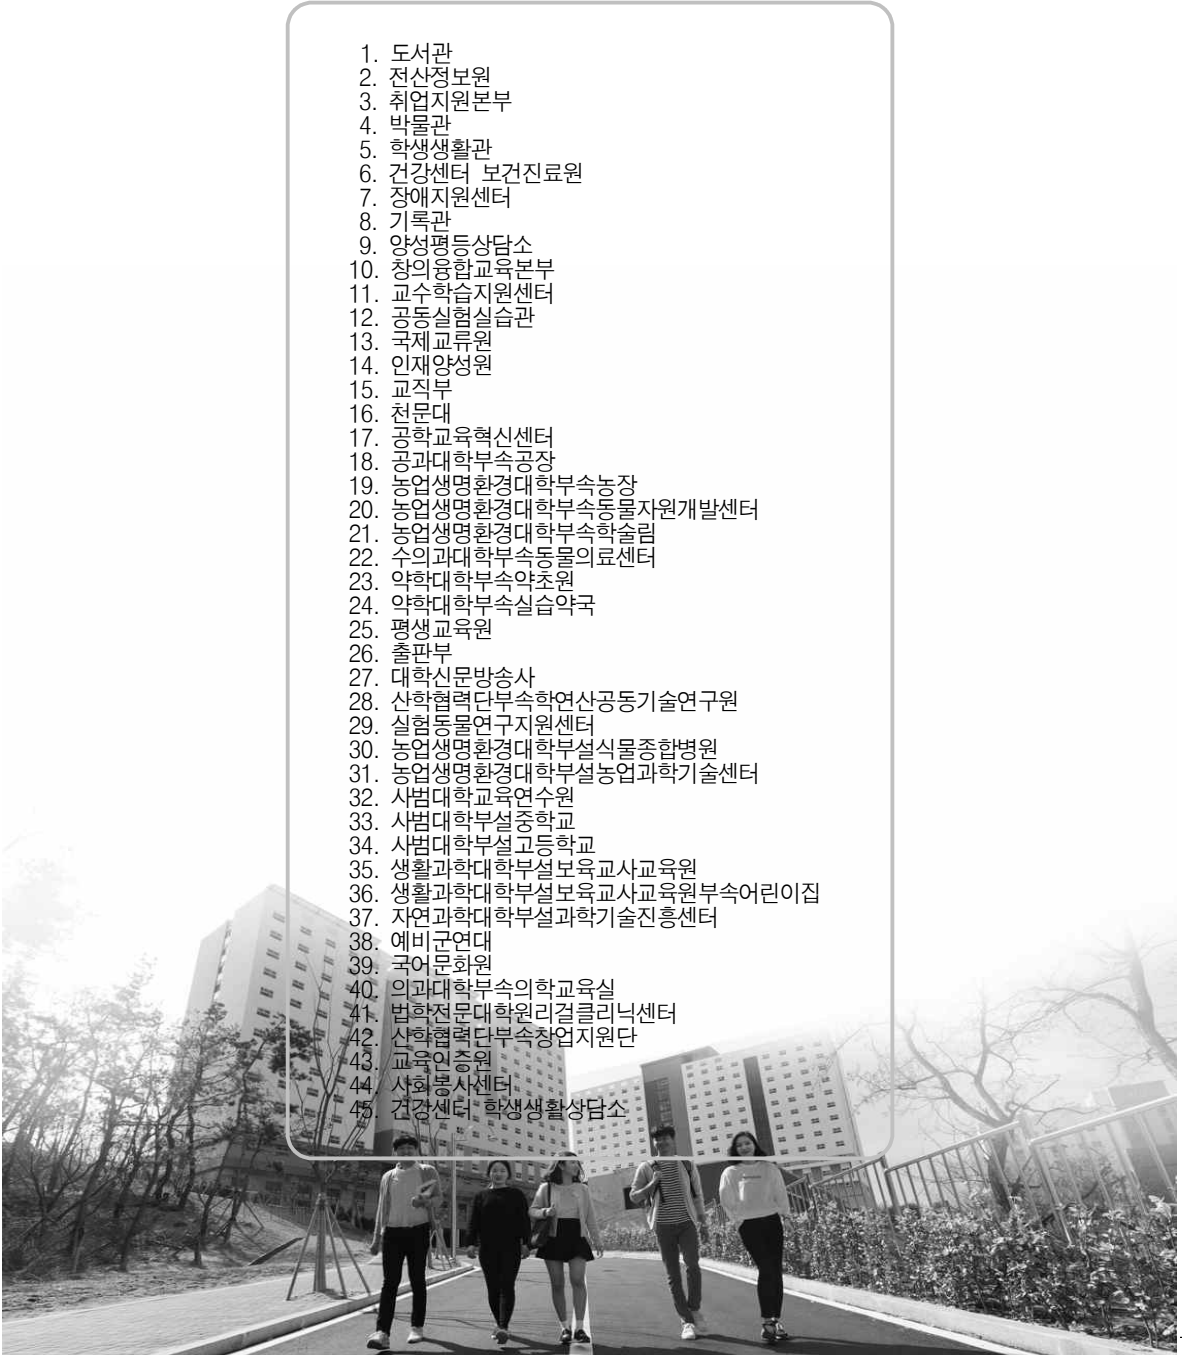 1. 도서관
2. 전산정보원
3. 취업지원본부
4. 박물관
5. 학생생활관
6. 건강센터 보건진료원
7. 장애지원센터
8. 기록관
9. 양성평등상담소
10. 창의융합교육본부
11. 교수학습지원센터
12. 공동실험실습관
13. 국제교류원
14. 인재양성원
15. 교직부
16. 천문대
17. 공학교육혁신센터
18. 공과대학부속공장
19. 농업생명환경대학부속농장
20. 농업생명환경대학부속동물자원개발센터
21. 농업생명환경대학부속학술림
22. 수의과대학부속동물의료센터
23. 약학대학부속약초원
24. 약학대학부속실습약국
25. 평생교육원
26. 출판부
27. 대학신문방송사
28. 산학협력단부속학연산공동기술연구원
29. 실험동물연구지원센터
30. 농업생명환경대학부설식물종합병원
31. 농업생명환경대학부설농업과학기술센터
32. 사범대학교육연수원
33. 사범대학부설중학교
34. 사범대학부설고등학교
35. 생활과학대학부설보육교사교육원
36. 생활과학대학부설보육교사교육원부속어린이집
37. 자연과학대학부설과학기술진흥센터
38. 예비군연대
39. 국어문화원
40. 의과대학부속의학교육실
41. 법학전문대학원리걸클리닉센터
42. 산학협력단부속창업지원단
43. 교육인증원
44. 사회봉사센터
45. 건강센터 학생생활상담소